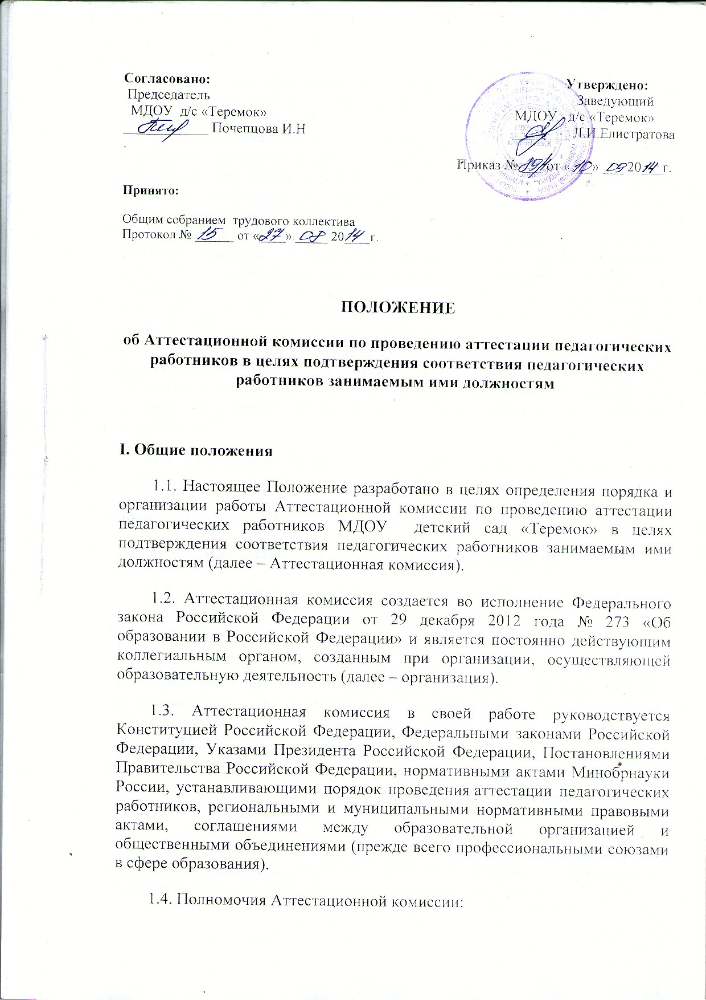 Согласовано:
Председатель
МДОУ д/с «Теремок»
____________ Почепцова И.Н
Утверждено:
Заведующий
МДОУ д/с «Теремок»
Л.И.Елистратова
Приказ № от «10» 09 2014 г.
Принято:
Общим собранием трудового коллектива
Протокол № 15 от «27» 08 2014 г.
ПОЛОЖЕНИЕ
об Аттестационной комиссии по проведению аттестации педагогических
работников в целях подтверждения соответствия педагогических
работников занимаемым ими должностям
I. Общие положения
1.1. Настоящее Положение разработано в целях определения порядка и
организации работы Аттестационной комиссии по проведению аттестации
педагогических работников МДОУ детский сад «Теремок» в целях
подтверждения соответствия педагогических работников занимаемым ими
должностям (далее – Аттестационная комиссия).
1.2. Аттестационная комиссия создается во исполнение Федерального
закона Российской Федерации от 29 декабря 2012 года № 273 «Об
образовании в Российской Федерации» и является постоянно действующим
коллегиальным органом, созданным при организации, осуществляющей
образовательную деятельность (далее – организация).
1.3. Аттестационная комиссия в своей работе руководствуется
Конституцией Российской Федерации, Федеральными законами Российской
Федерации, Указами Президента Российской Федерации, Постановлениями
Правительства Российской Федерации, нормативными актами Минобрнауки
России, устанавливающими порядок проведения аттестации педагогических
работников, региональными и муниципальными нормативными правовыми
актами, соглашениями между образовательной организацией и
общественными объединениями (прежде всего профессиональными союзами
в сфере образования).
1.4. Полномочия Аттестационной комиссии: